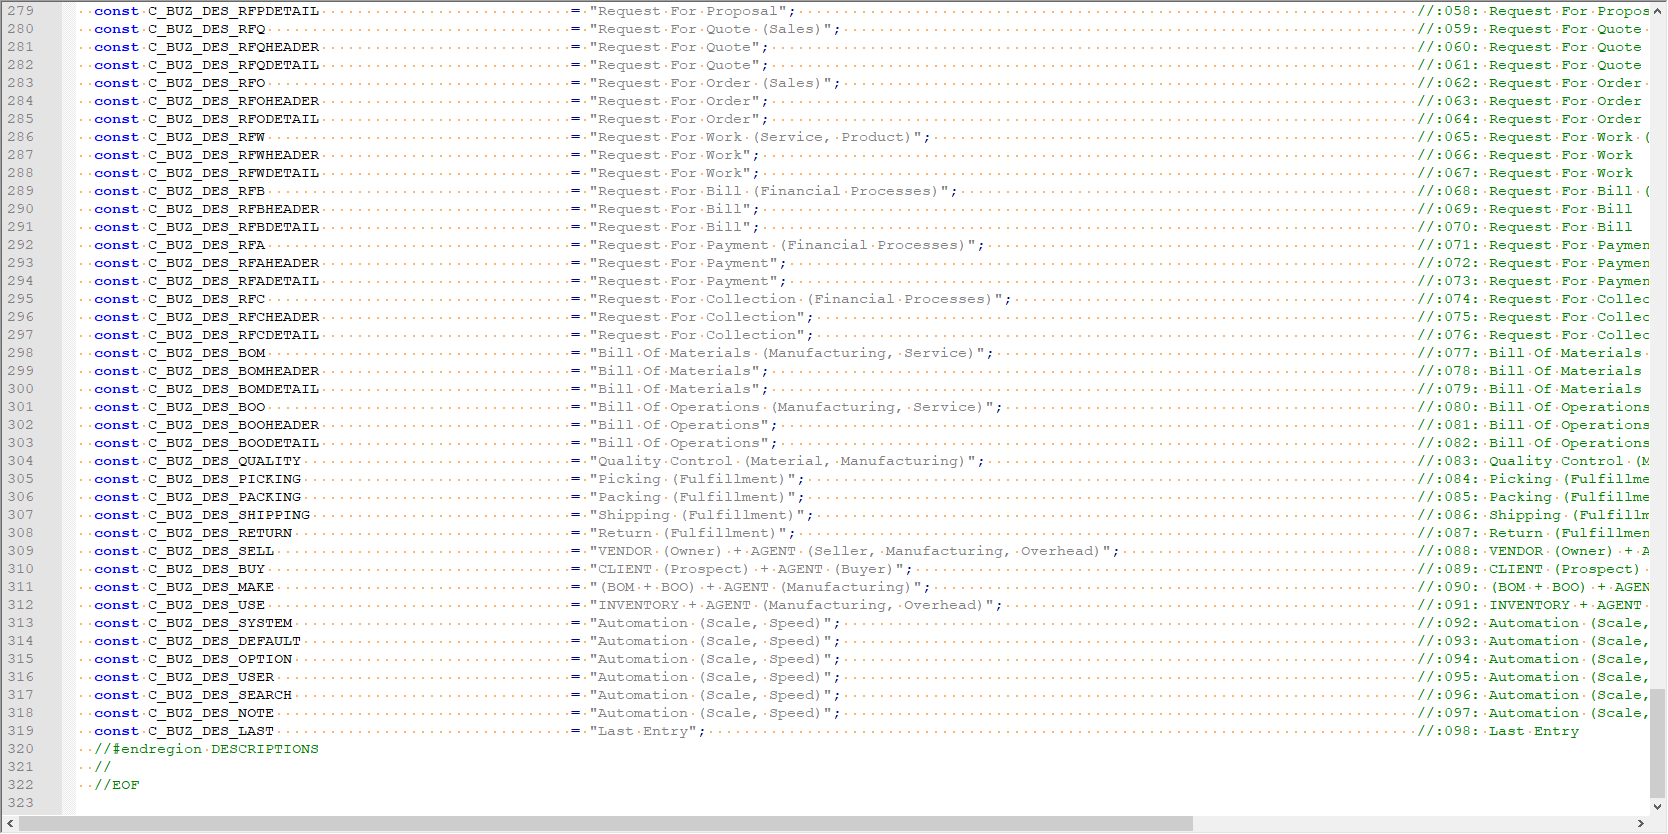 279 const C_BUZ_DES_RFPDETAIL = "Request For Proposal"; //:058: Request For Propos
280 const C_BUZ_DES_RFQ = "Request For Quote (Sales)"; //:059: Request For Quote
281 const C_BUZ_DES_RFQHEADER = "Request For Quote"; //:060: Request For Quote
282 const C_BUZ_DES_RFQDETAIL = "Request For Quote"; //:061: Request For Quote
283 const C_BUZ_DES_RFO = "Request For Order (Sales)"; //:062: Request For Order
284 const C_BUZ_DES_RFOHEADER = "Request For Order"; //:063: Request For Order
285 const C_BUZ_DES_RFODETAIL = "Request For Order"; //:064: Request For Order
286 const C_BUZ_DES_RFW = "Request For Work (Service, Product)"; //:065: Request For Work (
287 const C_BUZ_DES_RFWHEADER = "Request For Work"; //:066: Request For Work
288 const C_BUZ_DES_RFWDETAIL = "Request For Work"; //:067: Request For Work
289 const C_BUZ_DES_RFB = "Request For Bill (Financial Processes)"; //:068: Request For Bill (
290 const C_BUZ_DES_RFBHEADER = "Request For Bill"; //:069: Request For Bill
291 const C_BUZ_DES_RFBDETAIL = "Request For Bill"; //:070: Request For Bill
292 const C_BUZ_DES_RFA = "Request For Payment (Financial Processes)"; //:071: Request For Paymen
293 const C_BUZ_DES_RFAHEADER = "Request For Payment"; //:072: Request For Paymen
294 const C_BUZ_DES_RFADETAIL = "Request For Payment"; //:073: Request For Paymen
295 const C_BUZ_DES_RFC = "Request For Collection (Financial Processes)"; //:074: Request For Collec
296 const C_BUZ_DES_RFCHEADER = "Request For Collection"; //:075: Request For Collec
297 const C_BUZ_DES_RFCDETAIL = "Request For Collection"; //:076: Request For Collec
298 const C_BUZ_DES_BOM = "Bill Of Materials (Manufacturing, Service)"; //:077: Bill Of Materials
299 const C_BUZ_DES_BOMHEADER = "Bill Of Materials"; //:078: Bill Of Materials
300 const C_BUZ_DES_BOMDETAIL = "Bill Of Materials"; //:079: Bill Of Materials
301 const C_BUZ_DES_BOO = "Bill Of Operations (Manufacturing, Service)"; //:080: Bill Of Operations
302 const C_BUZ_DES_BOOHEADER = "Bill Of Operations"; //:081: Bill Of Operations
303 const C_BUZ_DES_BOODETAIL = "Bill Of Operations"; //:082: Bill Of Operations
304 const C_BUZ_DES_QUALITY = "Quality Control (Material, Manufacturing)"; //:083: Quality Control (M
305 const C_BUZ_DES_PICKING = "Picking (Fulfillment)"; //:084: Picking (Fulfillme
306 const C_BUZ_DES_PACKING = "Packing (Fulfillment)"; //:085: Packing (Fulfillme
307 const C_BUZ_DES_SHIPPING = "Shipping (Fulfillment)"; //:086: Shipping (Fulfillm
308 const C_BUZ_DES_RETURN = "Return (Fulfillment)"; //:087: Return (Fulfillmen
309 const C_BUZ_DES_SELL = "VENDOR (Owner) + AGENT (Seller, Manufacturing, Overhead)"; //:088: VENDOR (Owner) + A
310 const C_BUZ_DES_BUY = "CLIENT (Prospect) + AGENT (Buyer)"; //:089: CLIENT (Prospect)
311 const C_BUZ_DES_MAKE = "(BOM + BOO) + AGENT (Manufacturing)"; //:090: (BOM + BOO) + AGEN
312 const C_BUZ_DES_USE = "INVENTORY + AGENT (Manufacturing, Overhead)"; //:091: INVENTORY + AGENT
313 const C_BUZ_DES_SYSTEM = "Automation (Scale, Speed)"; //:092: Automation (Scale,
314 const C_BUZ_DES_DEFAULT = "Automation (Scale, Speed)"; //:093: Automation (Scale,
315 const C_BUZ_DES_OPTION = "Automation (Scale, Speed)"; //:094: Automation (Scale,
316 const C_BUZ_DES_USER = "Automation (Scale, Speed)"; //:095: Automation (Scale,
317 const C_BUZ_DES_SEARCH = "Automation (Scale, Speed)"; //:096: Automation (Scale,
318 const C_BUZ_DES_NOTE = "Automation (Scale, Speed)"; //:097: Automation (Scale,
319 const C_BUZ_DES_LAST = "Last Entry"; //:098: Last Entry
320 //#endregion DESCRIPTIONS
321 //
322 //EOF
323